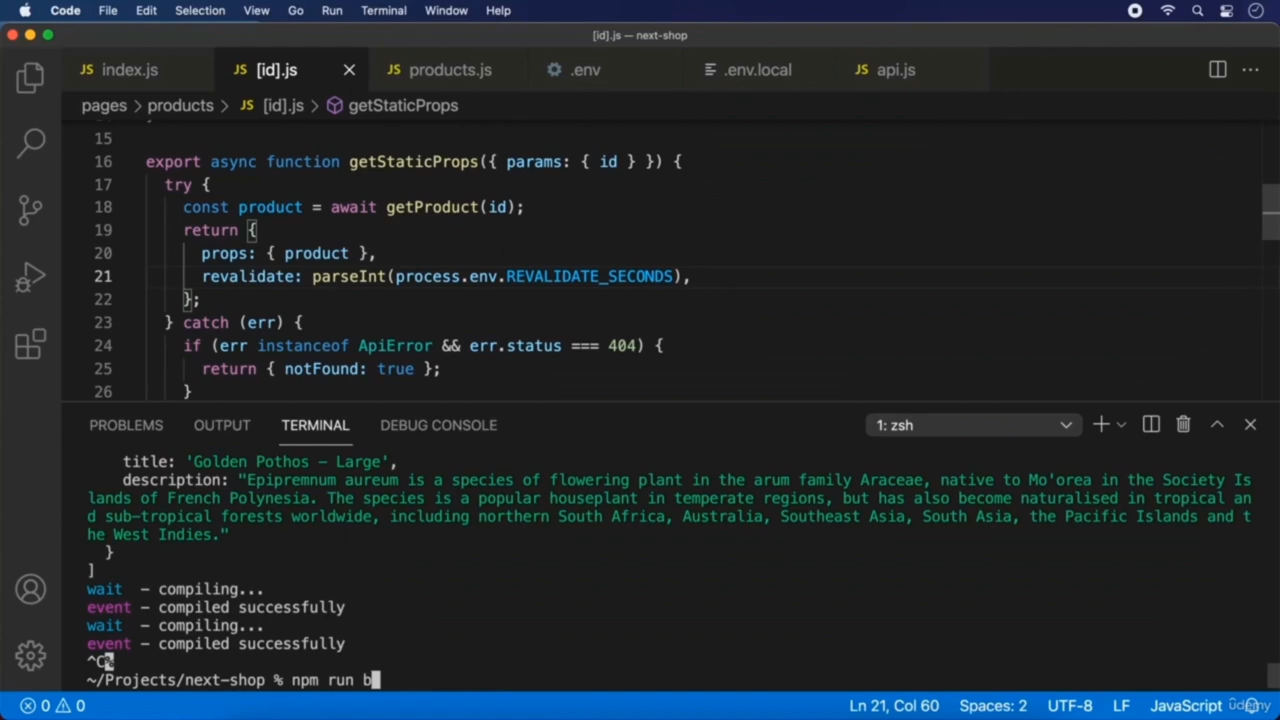 Code File Edit Selection View Go Run Terminal Window Help
[id].js — next-shop
JS index.js JS [id].js JS products.js .env .env.local JS api.js
pages > products > JS [id].js > getStaticProps
15
16 export async function getStaticProps({ params: { id } }) {
17 try {
18 const product = await getProduct(id);
19 return {
20 props: { product },
21 revalidate: parseInt(process.env.REVALIDATE_SECONDS),
22 };
23 } catch (err) {
24 if (err instanceof ApiError && err.status === 404) {
25 return { notFound: true };
26 }
PROBLEMS OUTPUT TERMINAL DEBUG CONSOLE 1: zsh
title: 'Golden Pothos – Large',
description: "Epipremnum aureum is a species of flowering plant in the arum family Araceae, native to Mo'orea in the Society Is
lands of French Polynesia. The species is a popular houseplant in temperate regions, but has also become naturalised in tropical an
d sub-tropical forests worldwide, including northern South Africa, Australia, Southeast Asia, South Asia, the Pacific Islands and t
he West Indies."
}
]
wait - compiling...
event - compiled successfully
wait - compiling...
event - compiled successfully
^C%
~/Projects/next-shop % npm run b
0 0 Ln 21, Col 60 Spaces: 2 UTF-8 LF JavaScript udemy